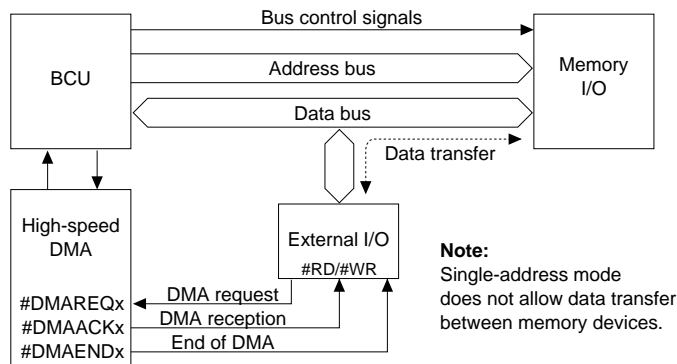 Bus control signals
BCU
Address bus
Memory
I/O
Data bus
Data transfer
High-speed
DMA
External I/O
#RD/#WR
#DMAREQx
DMA request
#DMAACKx
DMA reception
#DMAENDx
End of DMA
Note:
Single-address mode
does not allow data transfer
between memory devices.